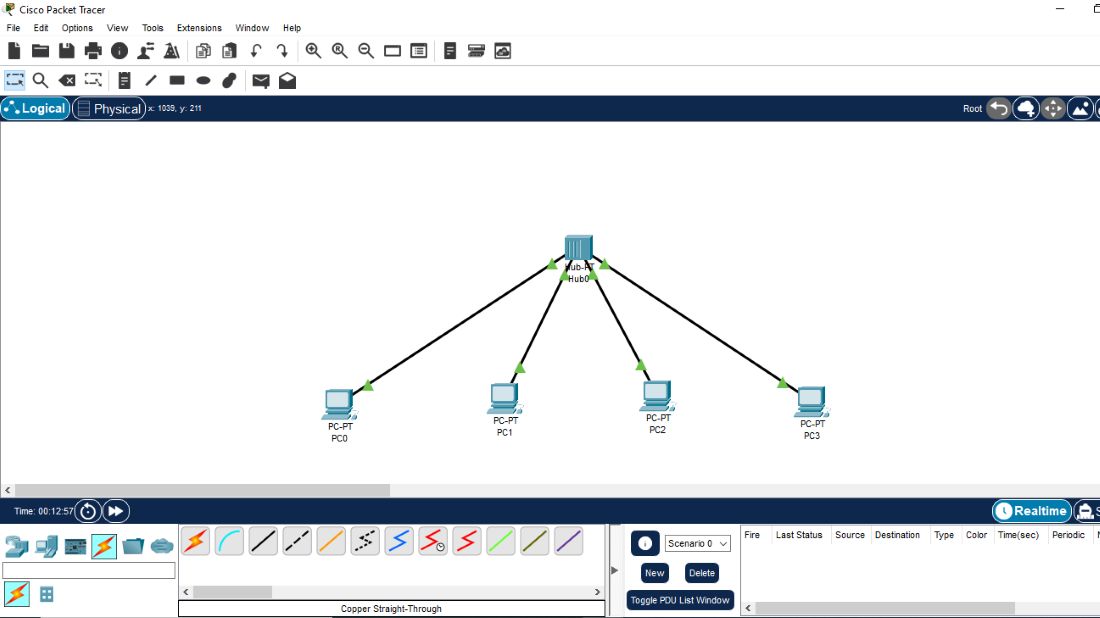 Cisco Packet Tracer
File Edit Options View Tools Extensions Window Help
Logical Physical x: 1039, y: 211 Root
Hub-PT
Hub0
PC-PT
PC0
PC-PT
PC1
PC-PT
PC2
PC-PT
PC3
Time: 00:12:57 Realtime S
Scenario 0
New Delete
Toggle PDU List Window
Fire Last Status Source Destination Type Color Time(sec) Periodic N
Copper Straight-Through